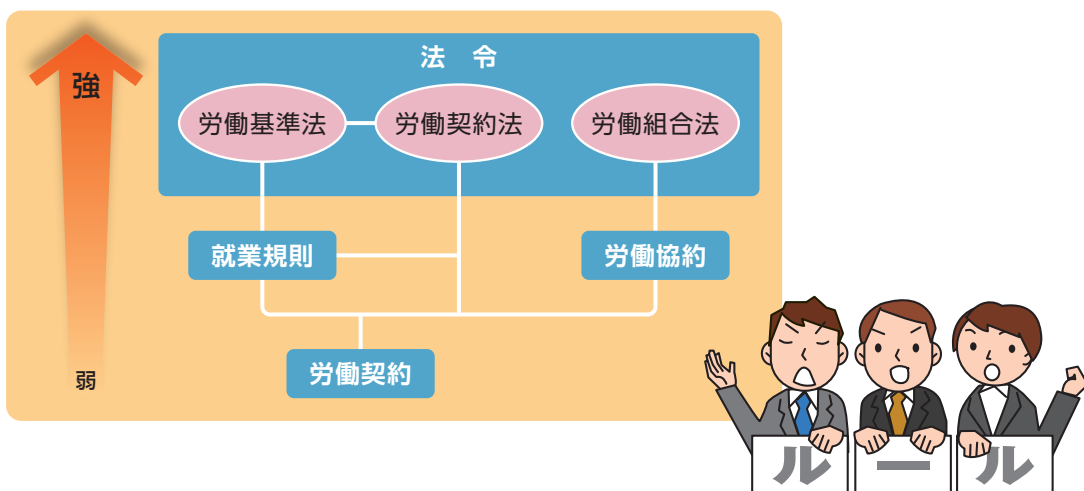 強
法 令
労働基準法
労働契約法
労働組合法
就業規則
労働協約
労働契約
弱
ルール